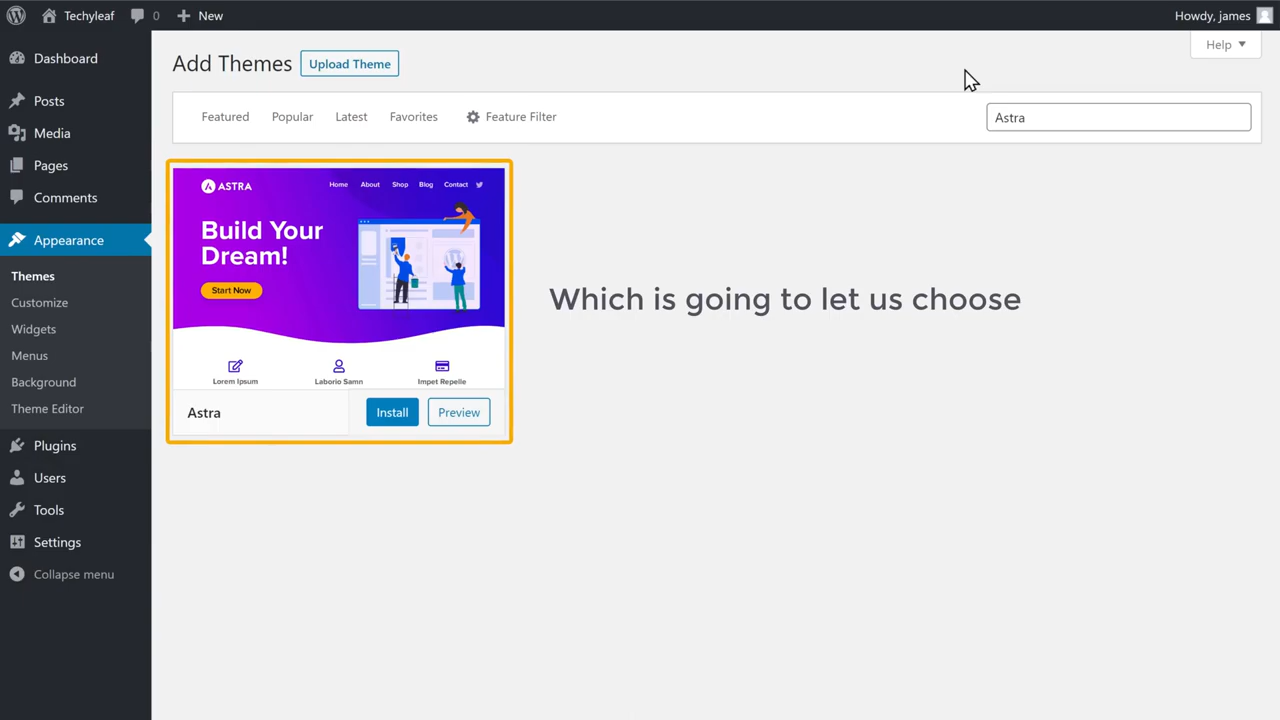 Techyleaf 0 New Howdy, james
Dashboard
Posts
Media
Pages
Comments
Appearance
Themes
Customize
Widgets
Menus
Background
Theme Editor
Plugins
Users
Tools
Settings
Collapse menu
Help
Add Themes Upload Theme
Featured Popular Latest Favorites Feature Filter Astra
ASTRA Home About Shop Blog Contact
Build Your
Dream!
Start Now
Lorem Ipsum Laborio Samn Impet Repelle
Astra Install Preview
Which is going to let us choose